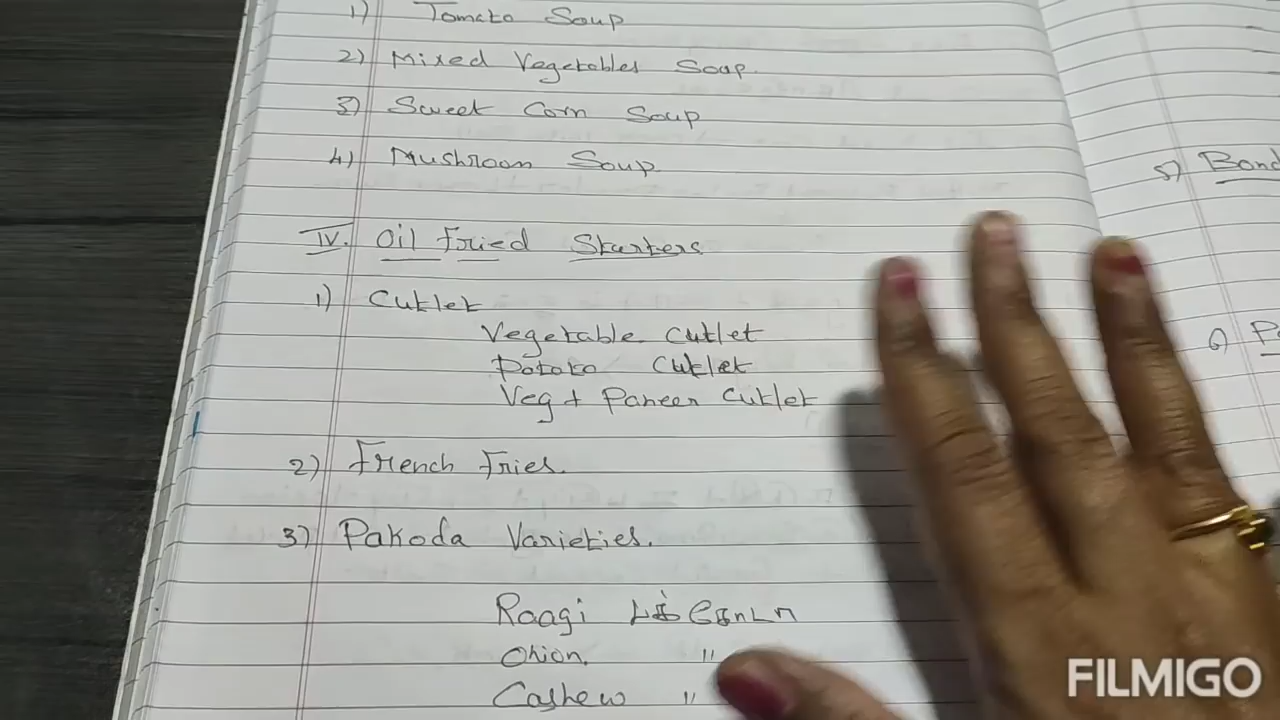 1) Tomato Soup
2) Mixed Vegetables Soup.
3) Sweet Corn Soup
4) Mushroom Soup.
IV. Oil Fried Starters
1) Cutlet
Vegetable Cutlet
Potato Cutlet
Veg + Paneer Cutlet
2) French Fries.
3) Pakoda Varieties.
Raagi பக்கோடா
Onion. "
Cashew "
5) Bond
6)
FILMIGO